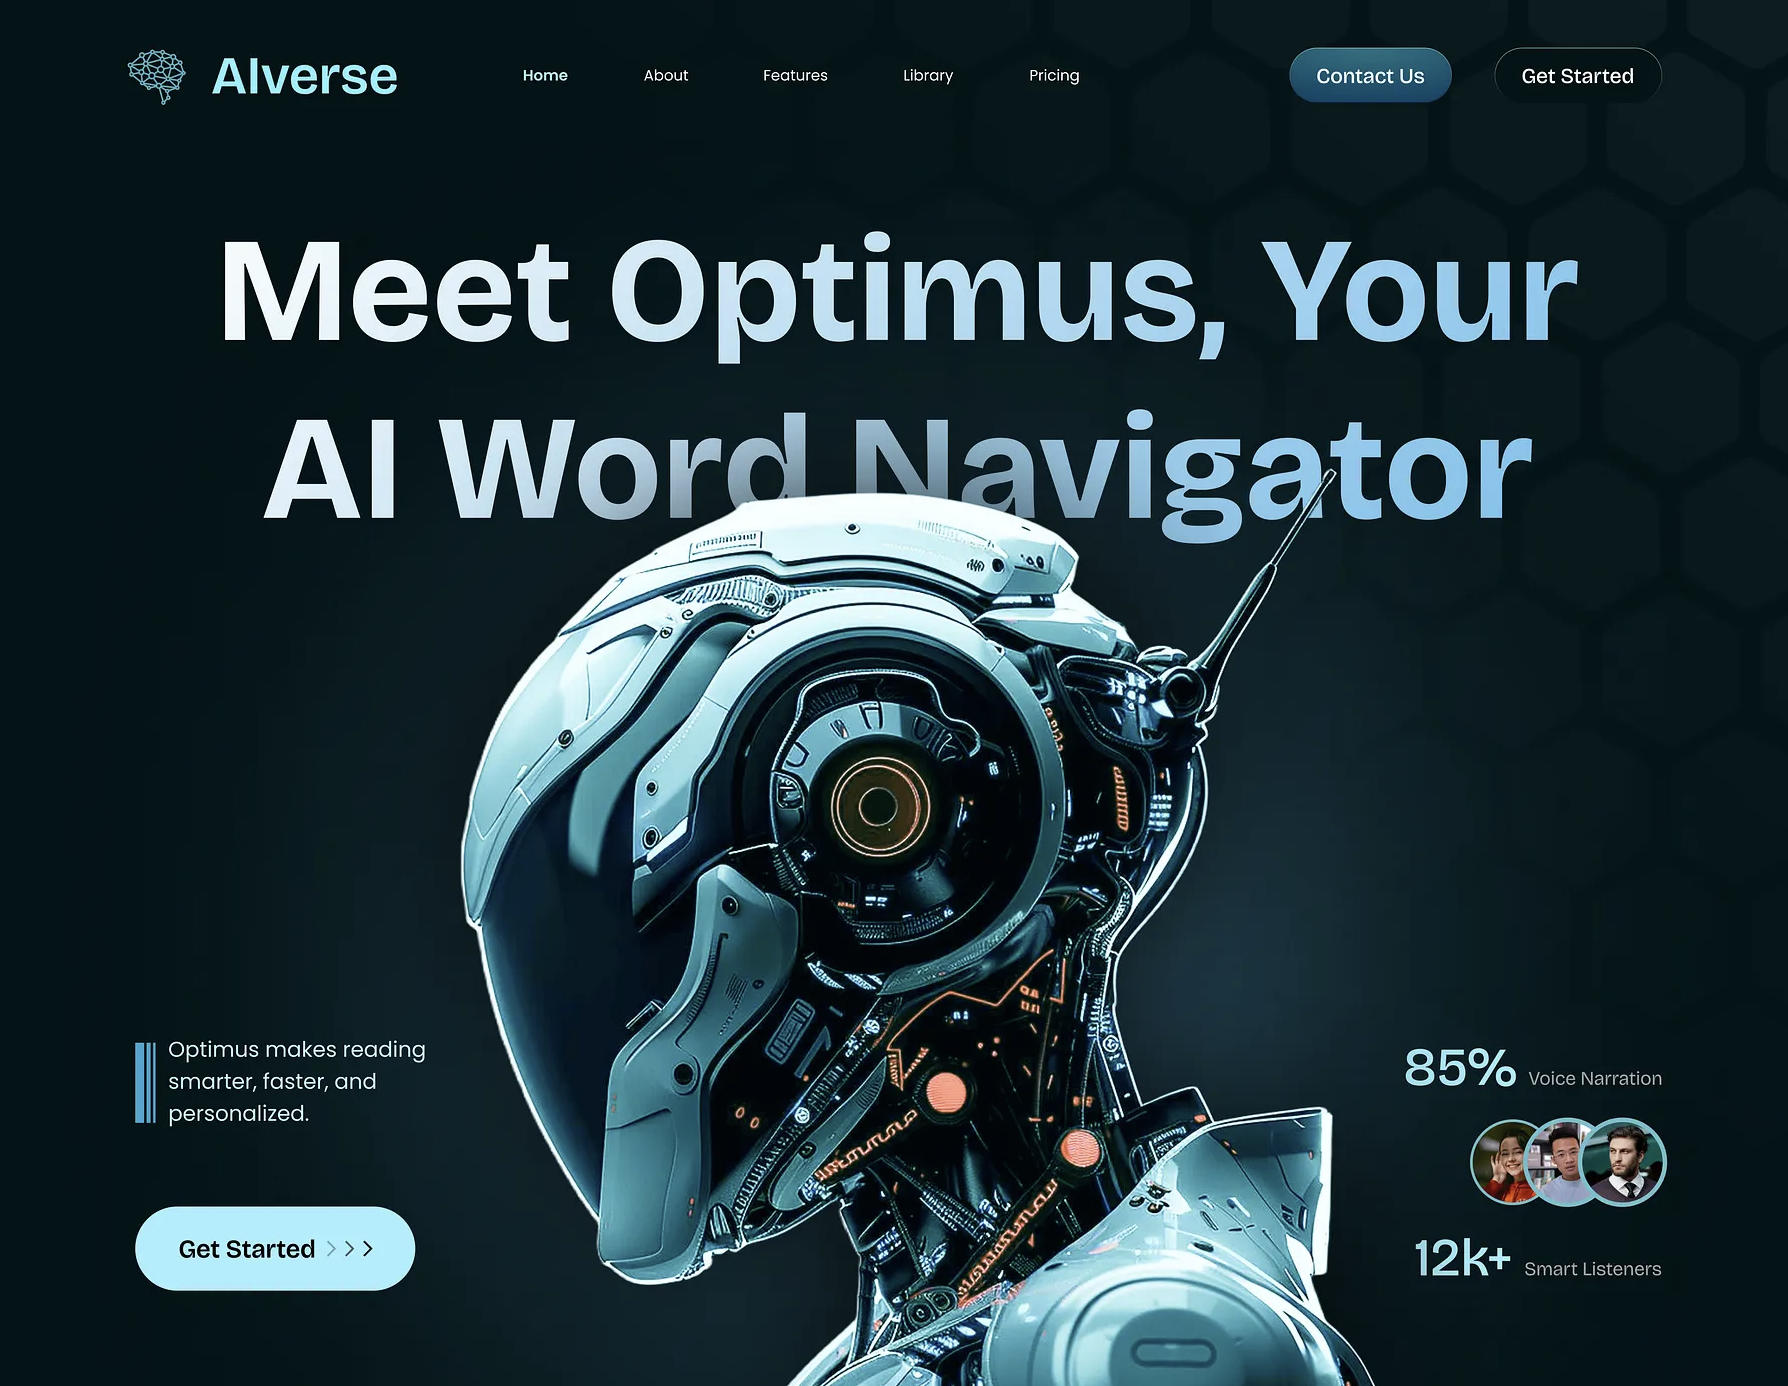 AIverse
Home About Features Library Pricing
Contact Us
Get Started
Meet Optimus, Your
AI Word Navigator
Optimus makes reading
smarter, faster, and
personalized.
Get Started
85% Voice Narration
12k+ Smart Listeners